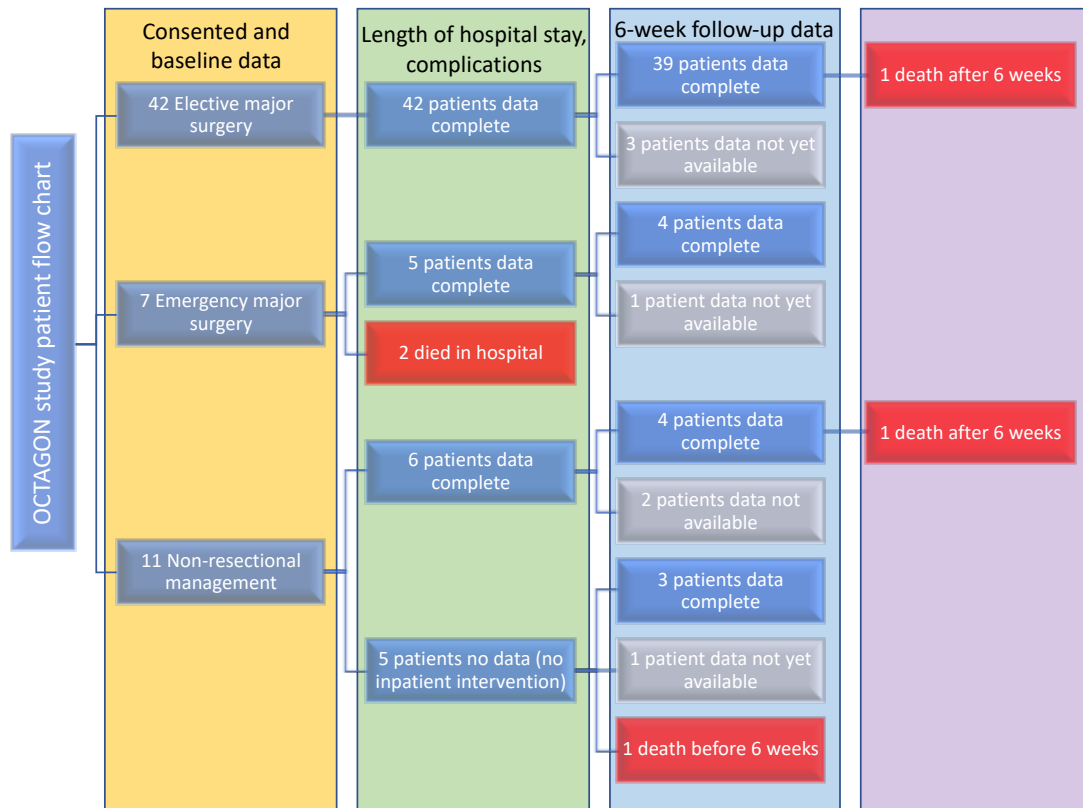 OCTAGON study patient flow chart
Consented and
baseline data
42 Elective major
surgery
7 Emergency major
surgery
11 Non-resectional
management
Length of hospital stay,
complications
42 patients data
complete
5 patients data
complete
2 died in hospital
6 patients data
complete
5 patients no data (no
inpatient intervention)
6-week follow-up data
39 patients data
complete
3 patients data not yet
available
4 patients data
complete
1 patient data not yet
available
4 patients data
complete
2 patients data not
available
3 patients data
complete
1 patient data not yet
available
1 death before 6 weeks
1 death after 6 weeks
1 death after 6 weeks